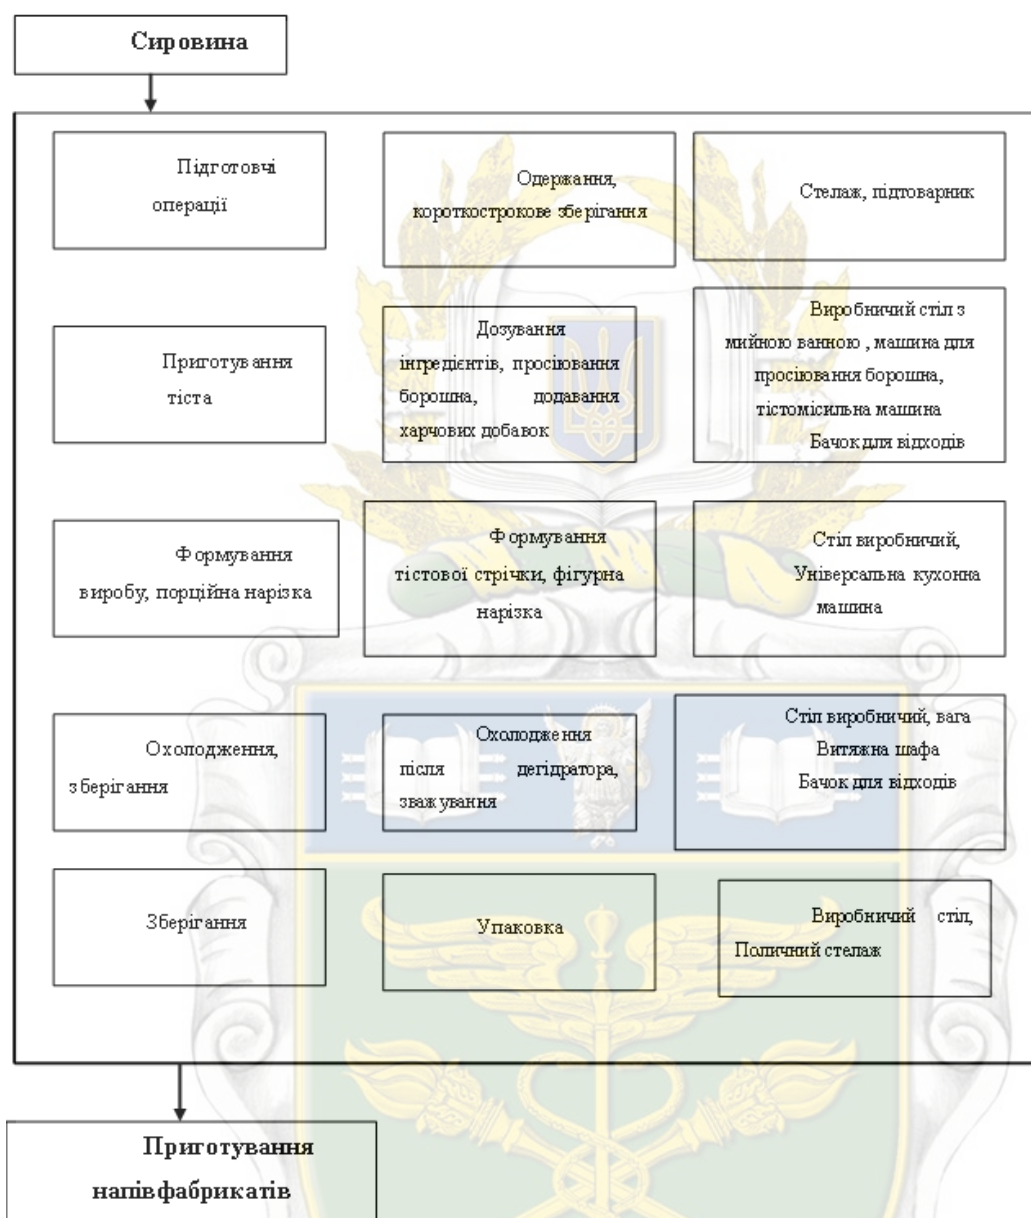 Сировина
Підготовчі
операції
Одержання,
короткострокове зберігання
Стелаж, підтоварник
Приготування
тіста
Дозування
інгредієнтів, просіювання
борошна, додавання
харчових добавок
Виробничий стіл з
мийною ванною , машина для
просіювання борошна,
тістомісильна машина
Бачок для відходів
Формування
виробу, порційна нарізка
Формування
тістової стрічки, фігурна
нарізка
Стіл виробничий,
Універсальна кухонна
машина
Охолодження,
зберігання
Охолодження
після дегідратора,
зважування
Стіл виробничий, вага
Витяжна шафа
Бачок для відходів
Зберігання
Упаковка
Виробничий стіл,
Поличний стелаж
Приготування
напівфабрикатів